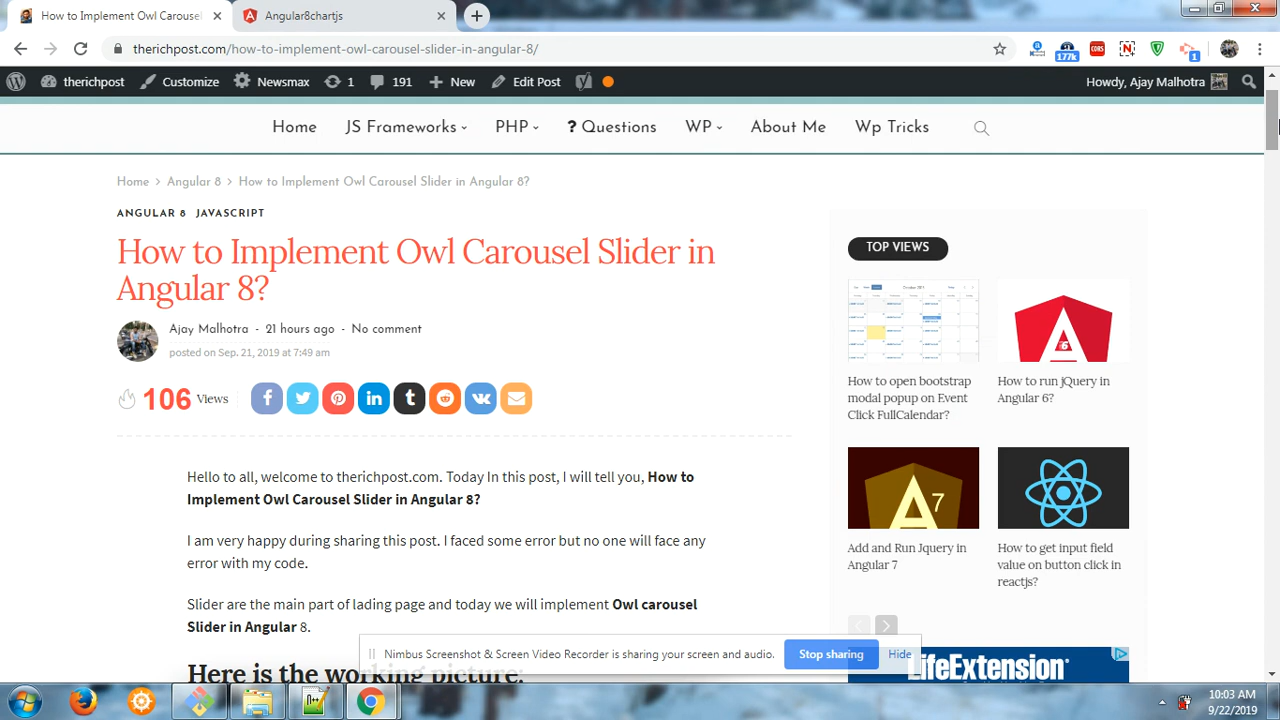 How to Implement Owl Carousel
Angular8chartjs
therichpost.com/how-to-implement-owl-carousel-slider-in-angular-8/
177k
CORS
N
1
therichpost
Customize
Newsmax
1
191
New
Edit Post
Howdy, Ajay Malhotra
Home
JS Frameworks
PHP
? Questions
WP
About Me
Wp Tricks
Home > Angular 8 > How to Implement Owl Carousel Slider in Angular 8?
ANGULAR 8 JAVASCRIPT
How to Implement Owl Carousel Slider in
Angular 8?
Ajay Malhotra - 21 hours ago - No comment
posted on Sep. 21, 2019 at 7:49 am
106 Views
Hello to all, welcome to therichpost.com. Today In this post, I will tell you, How to
Implement Owl Carousel Slider in Angular 8?
I am very happy during sharing this post. I faced some error but no one will face any
error with my code.
Slider are the main part of lading page and today we will implement Owl carousel
Slider in Angular 8.
Here is the working picture:
TOP VIEWS
How to open bootstrap
modal popup on Event
Click FullCalendar?
6
How to run jQuery in
Angular 6?
7
Add and Run Jquery in
Angular 7
How to get input field
value on button click in
reactjs?
LifeExtension
Nimbus Screenshot & Screen Video Recorder is sharing your screen and audio.
Stop sharing
Hide
10:03 AM
9/22/2019